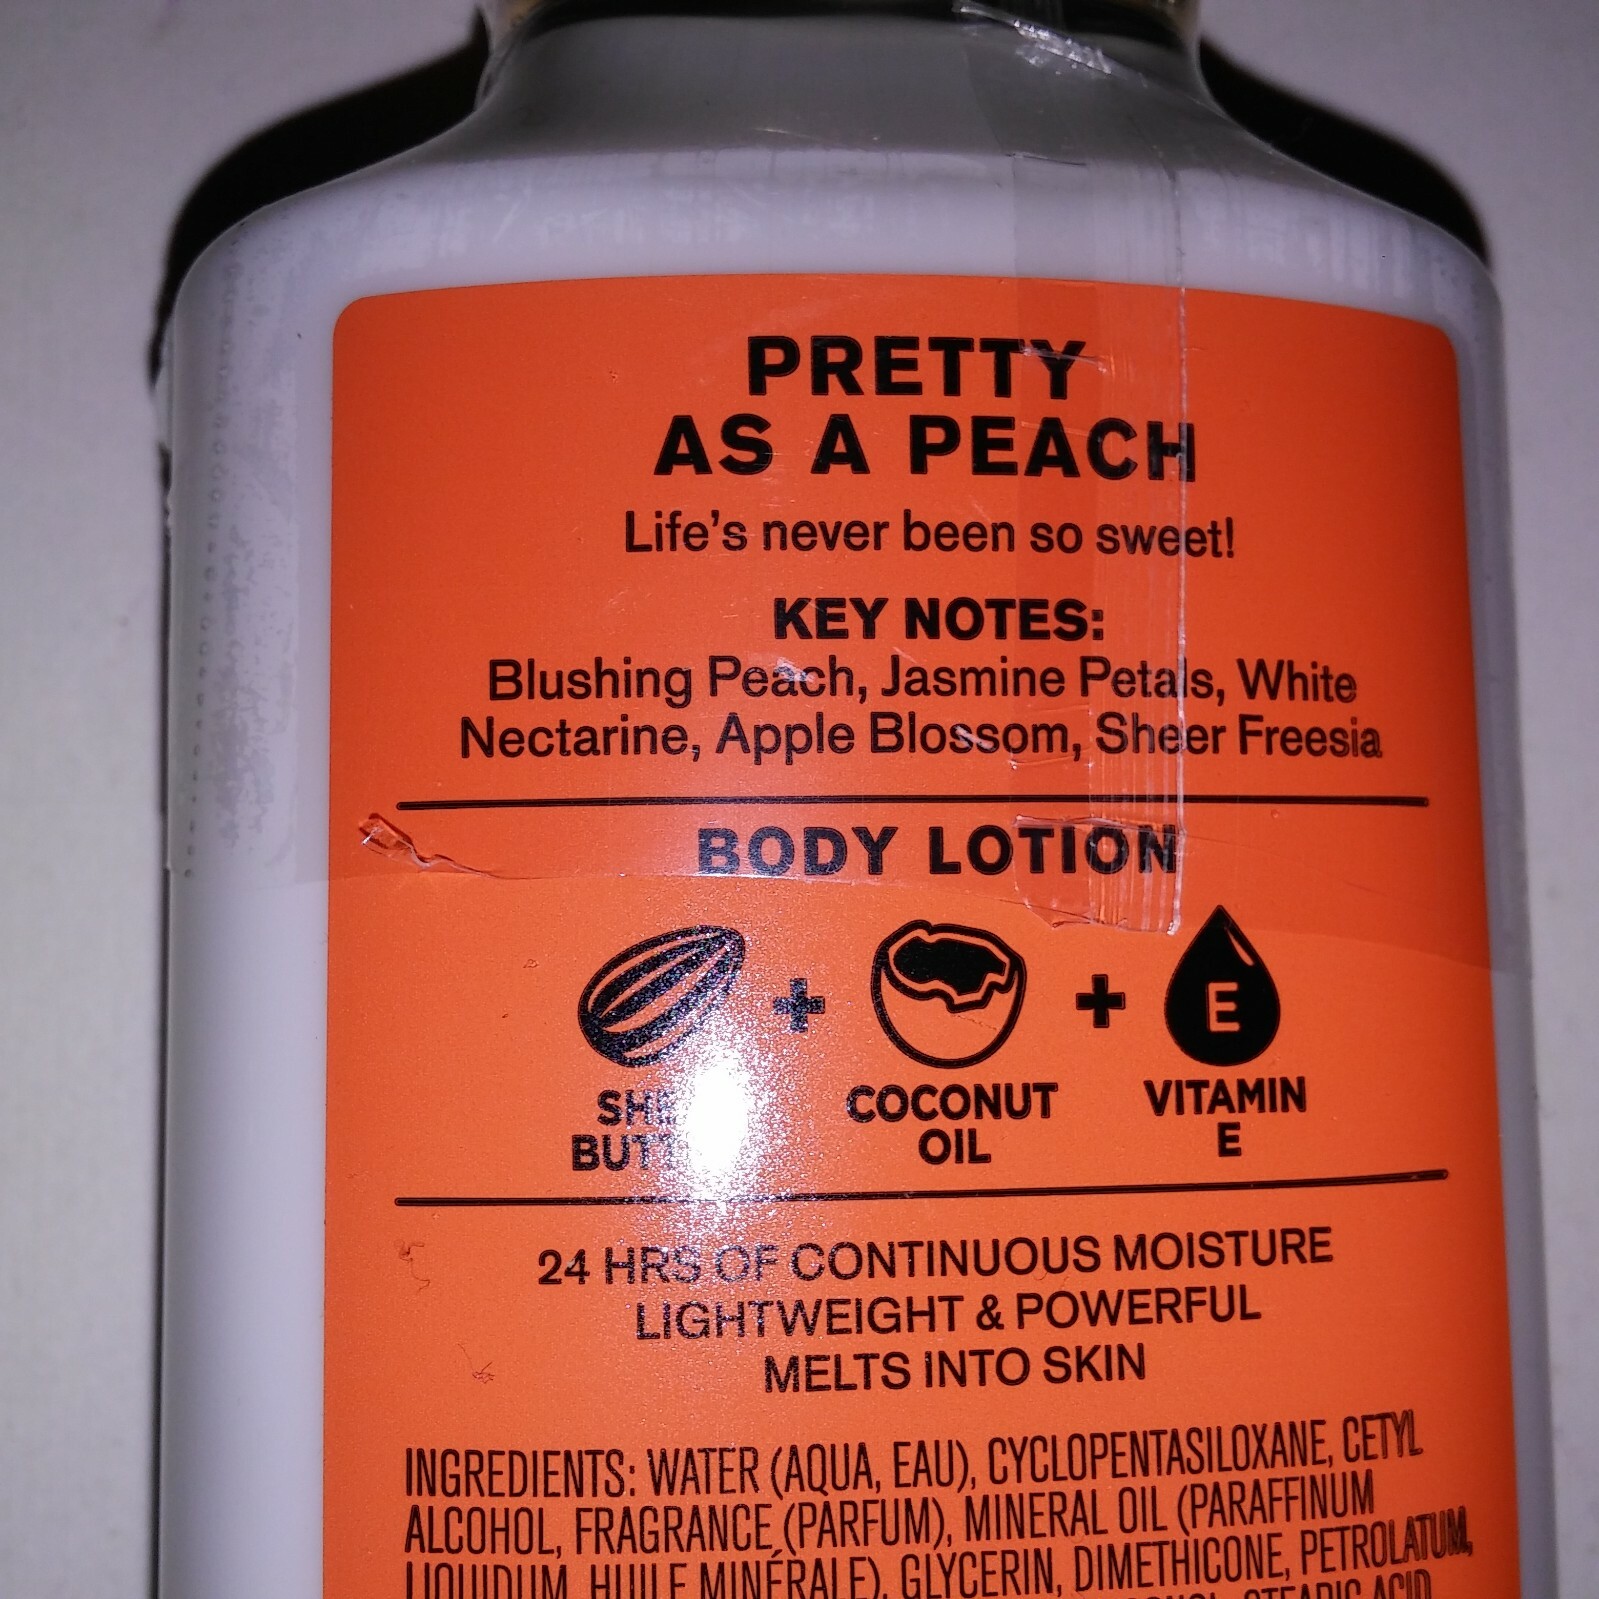 PRETTY
AS A PEACH
Life's never been so sweet!
KEY NOTES:
Blushing Peach, Jasmine Petals, White
Nectarine, Apple Blossom, Sheer Freesia
BODY LOTION
E
+ +
COCONUT VITAMIN
OIL E
24 HRS OF CONTINUOUS MOISTURE
LIGHTWEIGHT & POWERFUL
MELTS INTO SKIN
INGREDIENTS: WATER (AQUA, EAU), CYCLOPENTASILOXANE, CETYL
ALCOHOL, FRAGRANCE (PARFUM), MINERAL OIL (PARAFFINUM
LIQUIDUM, HUILE MINÉRALE), GLYCERIN, DIMETHICONE, PETROLATUM,
STEARIC ACID